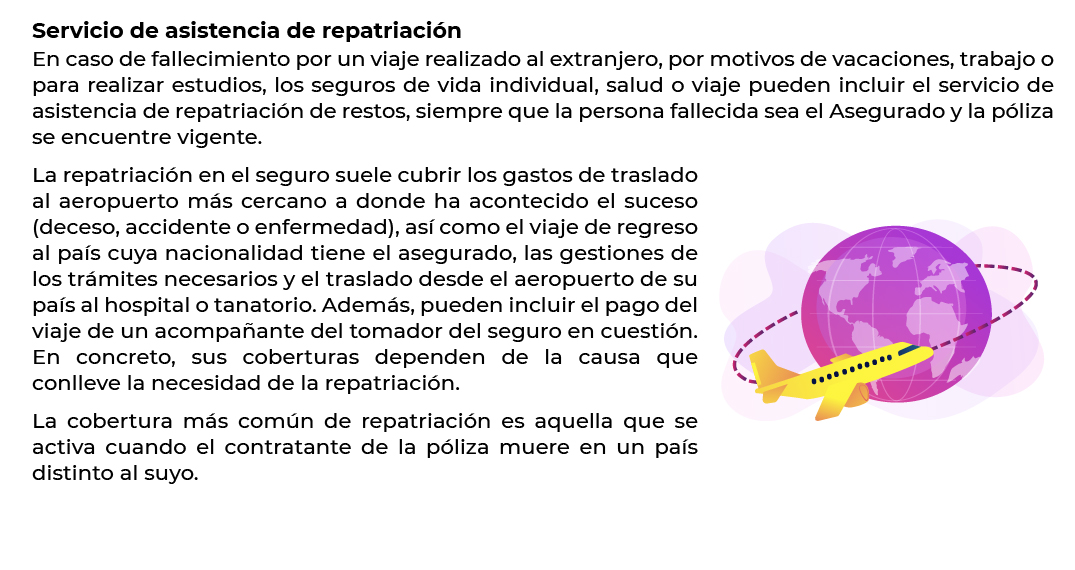 Servicio de asistencia de repatriación
En caso de fallecimiento por un viaje realizado al extranjero, por motivos de vacaciones, trabajo o
para realizar estudios, los seguros de vida individual, salud o viaje pueden incluir el servicio de
asistencia de repatriación de restos, siempre que la persona fallecida sea el Asegurado y la póliza
se encuentre vigente.
La repatriación en el seguro suele cubrir los gastos de traslado
al aeropuerto más cercano a donde ha acontecido el suceso
(deceso, accidente o enfermedad), así como el viaje de regreso
al país cuya nacionalidad tiene el asegurado, las gestiones de
los trámites necesarios y el traslado desde el aeropuerto de su
país al hospital o tanatorio. Además, pueden incluir el pago del
viaje de un acompañante del tomador del seguro en cuestión.
En concreto, sus coberturas dependen de la causa que
conlleve la necesidad de la repatriación.
La cobertura más común de repatriación es aquella que se
activa cuando el contratante de la póliza muere en un país
distinto al suyo.